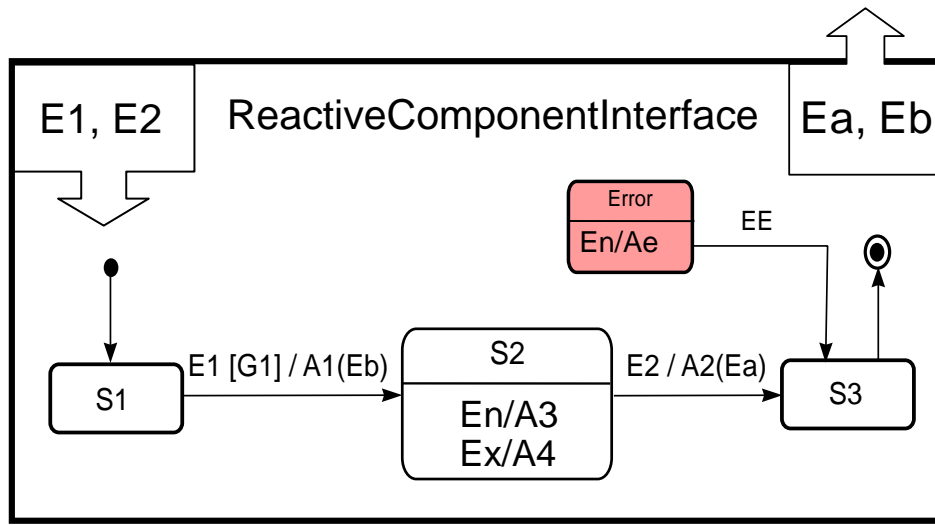 E1, E2
ReactiveComponentInterface
Ea, Eb
Error
En/Ae
EE
S1
E1 [G1] / A1(Eb)
S2
En/A3
Ex/A4
E2 / A2(Ea)
S3